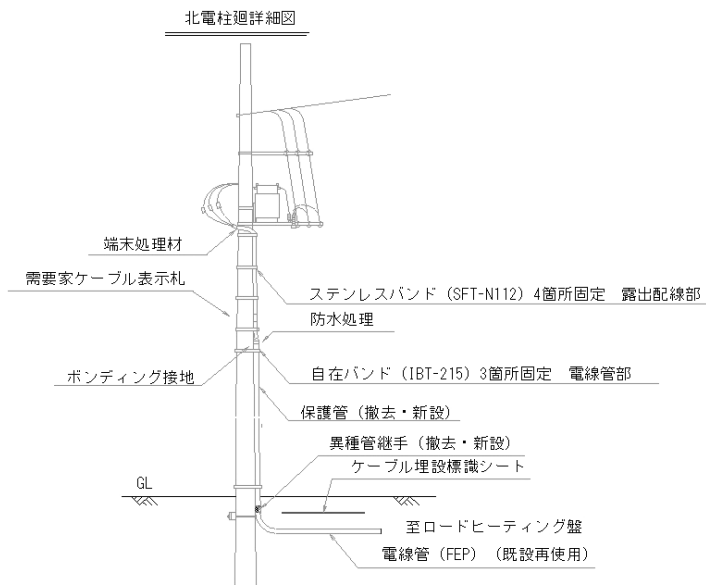 北電柱廻詳細図
端末処理材
需要家ケーブル表示札
ステンレスバンド（SFT-N112）4箇所固定　露出配線部
防水処理
ボンディング接地
自在バンド（IBT-215）3箇所固定　電線管部
保護管（撤去・新設）
異種管継手（撤去・新設）
ケーブル埋設標識シート
GL
至ロードヒーティング盤
電線管（FEP）（既設再使用）